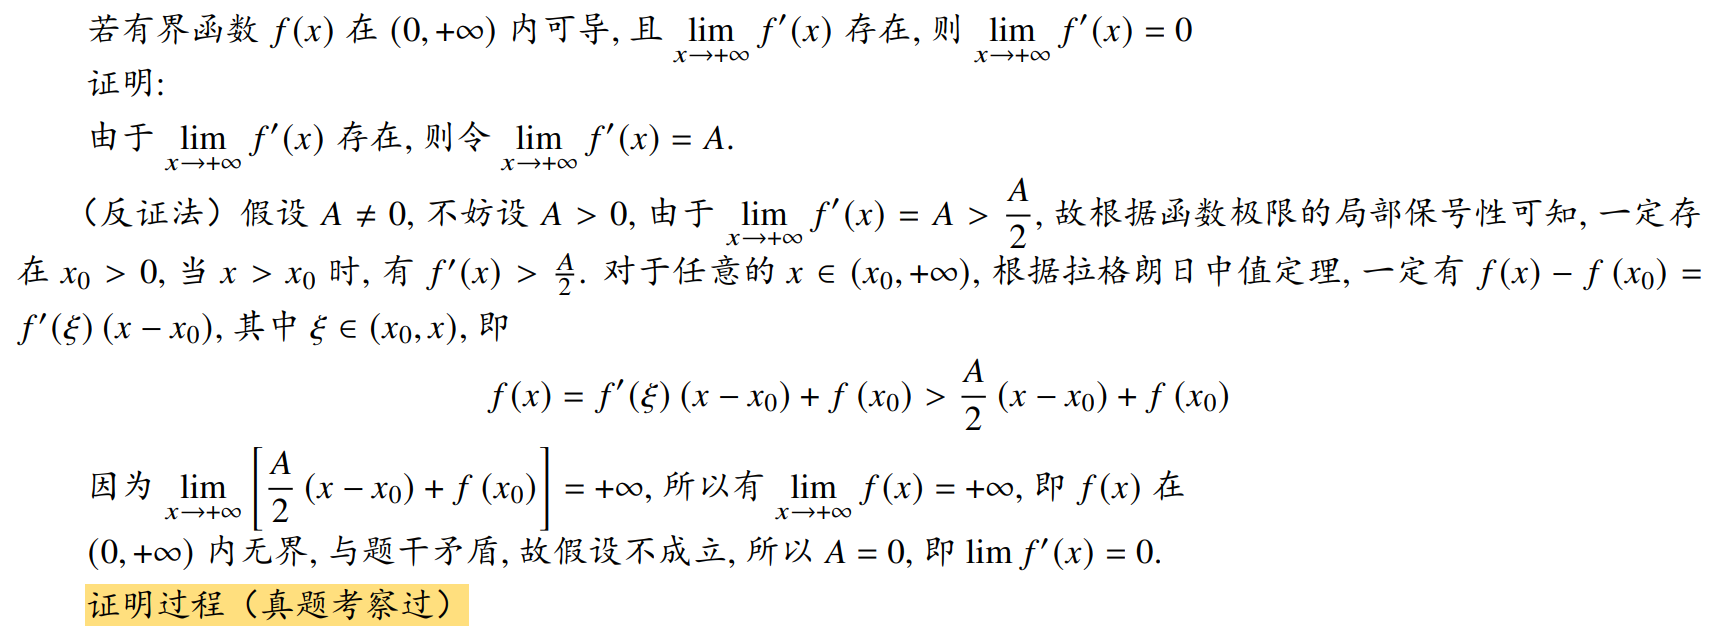 若有界函数 f(x) 在 (0, +∞) 内可导, 且 lim_{x→+∞} f′(x) 存在, 则 lim_{x→+∞} f′(x) = 0
证明:
由于 lim_{x→+∞} f′(x) 存在, 则令 lim_{x→+∞} f′(x) = A.
（反证法）假设 A ≠ 0, 不妨设 A > 0, 由于 lim_{x→+∞} f′(x) = A > A/2, 故根据函数极限的局部保号性可知, 一定存
在 x₀ > 0, 当 x > x₀ 时, 有 f′(x) > A/2. 对于任意的 x ∈ (x₀, +∞), 根据拉格朗日中值定理, 一定有 f(x) − f (x₀) =
f′(ξ) (x − x₀), 其中 ξ ∈ (x₀, x), 即
f(x) = f′(ξ) (x − x₀) + f (x₀) > A/2 (x − x₀) + f (x₀)
因为 lim_{x→+∞} [A/2 (x − x₀) + f (x₀)] = +∞, 所以有 lim_{x→+∞} f(x) = +∞, 即 f(x) 在
(0, +∞) 内无界, 与题干矛盾, 故假设不成立, 所以 A = 0, 即 lim f′(x) = 0.
证明过程（真题考察过）